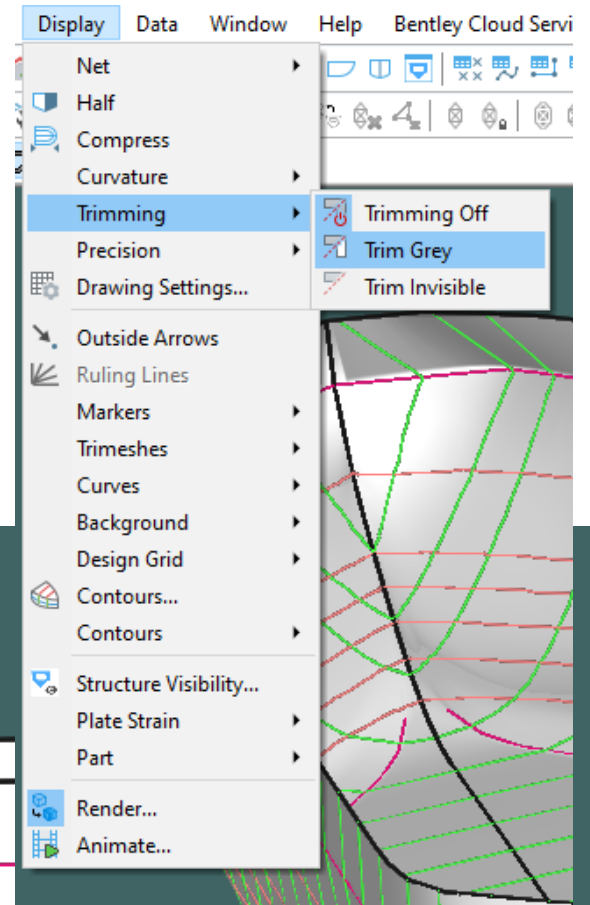 Display Data Window Help Bentley Cloud Servi
Net
Half
Compress
Curvature
Trimming
Trimming Off
Precision
Trim Grey
Drawing Settings...
Trim Invisible
Outside Arrows
Ruling Lines
Markers
Trimeshes
Curves
Background
Design Grid
Contours...
Contours
Structure Visibility...
Plate Strain
Part
Render...
Animate...